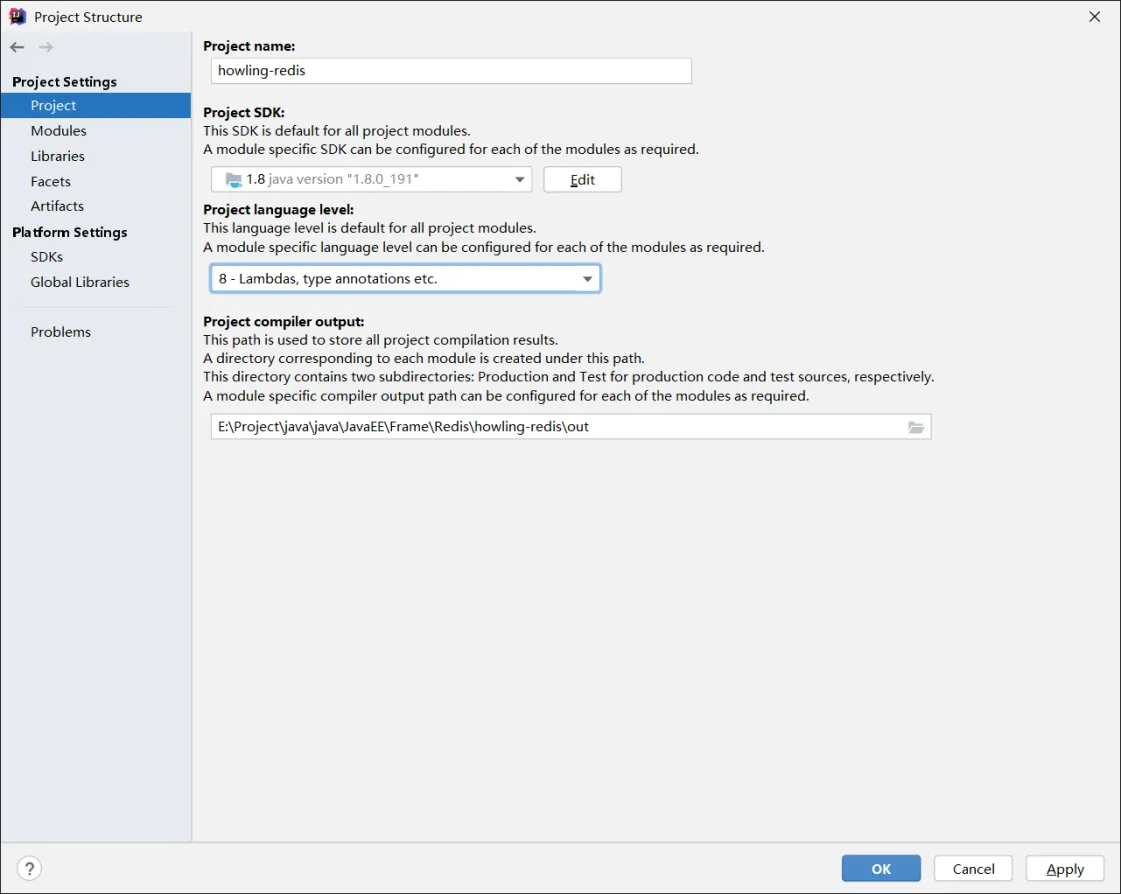 Project Structure
Project Settings
Project
Modules
Libraries
Facets
Artifacts
Platform Settings
SDKs
Global Libraries
Problems
Project name:
howling-redis
Project SDK:
This SDK is default for all project modules.
A module specific SDK can be configured for each of the modules as required.
1.8 java version "1.8.0_191"
Edit
Project language level:
This language level is default for all project modules.
A module specific language level can be configured for each of the modules as required.
8 - Lambdas, type annotations etc.
Project compiler output:
This path is used to store all project compilation results.
A directory corresponding to each module is created under this path.
This directory contains two subdirectories: Production and Test for production code and test sources, respectively.
A module specific compiler output path can be configured for each of the modules as required.
E:\Project\java\java\JavaEE\Frame\Redis\howling-redis\out
?
OK
Cancel
Apply